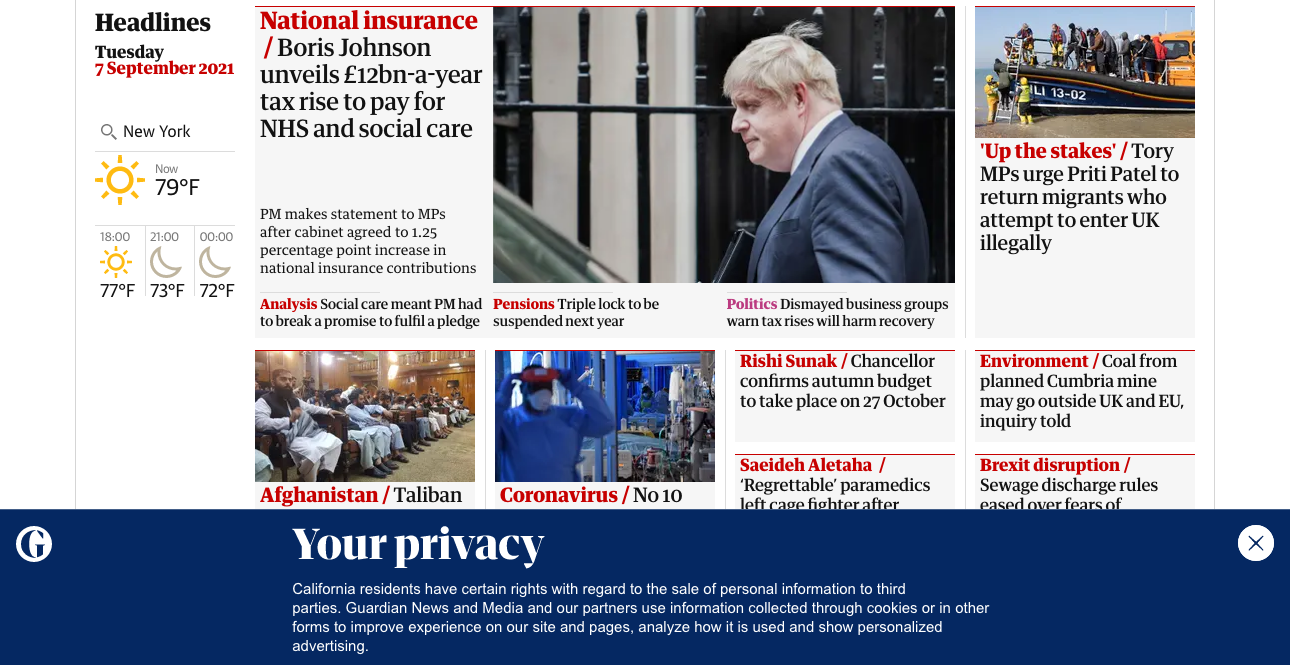 Headlines
Tuesday
7 September 2021
New York
Now
79°F
18:00
21:00
00:00
77°F
73°F
72°F
National insurance
/ Boris Johnson
unveils £12bn-a-year
tax rise to pay for
NHS and social care
PM makes statement to MPs
after cabinet agreed to 1.25
percentage point increase in
national insurance contributions
Analysis Social care meant PM had
to break a promise to fulfil a pledge
Pensions Triple lock to be
suspended next year
Politics Dismayed business groups
warn tax rises will harm recovery
13-02
'Up the stakes' / Tory
MPs urge Priti Patel to
return migrants who
attempt to enter UK
illegally
Afghanistan / Taliban
Coronavirus / No 10
Rishi Sunak / Chancellor
confirms autumn budget
to take place on 27 October
Environment / Coal from
planned Cumbria mine
may go outside UK and EU,
inquiry told
Saeideh Aletaha /
‘Regrettable’ paramedics
left cage fighter after
Brexit disruption /
Sewage discharge rules
eased over fears of
Your privacy
California residents have certain rights with regard to the sale of personal information to third
parties. Guardian News and Media and our partners use information collected through cookies or in other
forms to improve experience on our site and pages, analyze how it is used and show personalized
advertising.